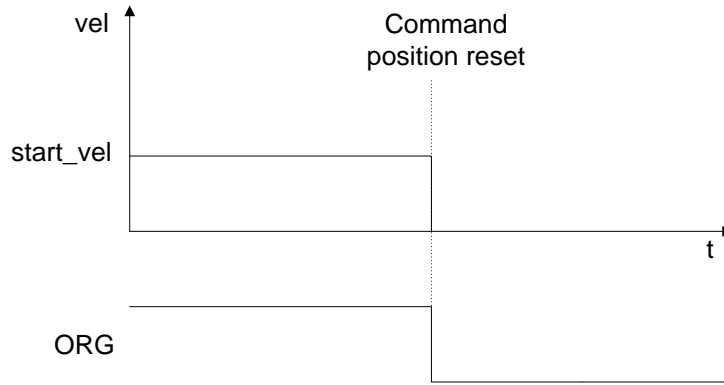 vel
Command
position reset
start_vel
t
ORG